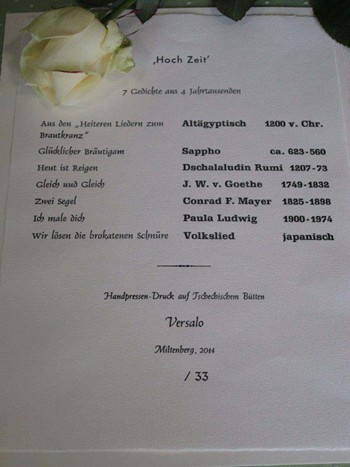 ‚Hoch Zeit'
7 Gedichte aus 4 Jahrtausenden
Aus den „Heiteren Liedern zum Altägyptisch 1200 v. Chr.
Brautkranz"
Glücklicher Bräutigam Sappho ca. 623-560
Heut ist Reigen Dschalaludin Rumi 1207-73
Gleich und Gleich J. W. v. Goethe 1749-1832
Zwei Segel Conrad F. Mayer 1825-1898
Ich male dich Paula Ludwig 1900-1974
Wir lösen die brokatenen Schnüre Volkslied japanisch
Handpressen-Druck auf Tschechischem Bütten
Versalo
Miltenberg, 2014
/ 33